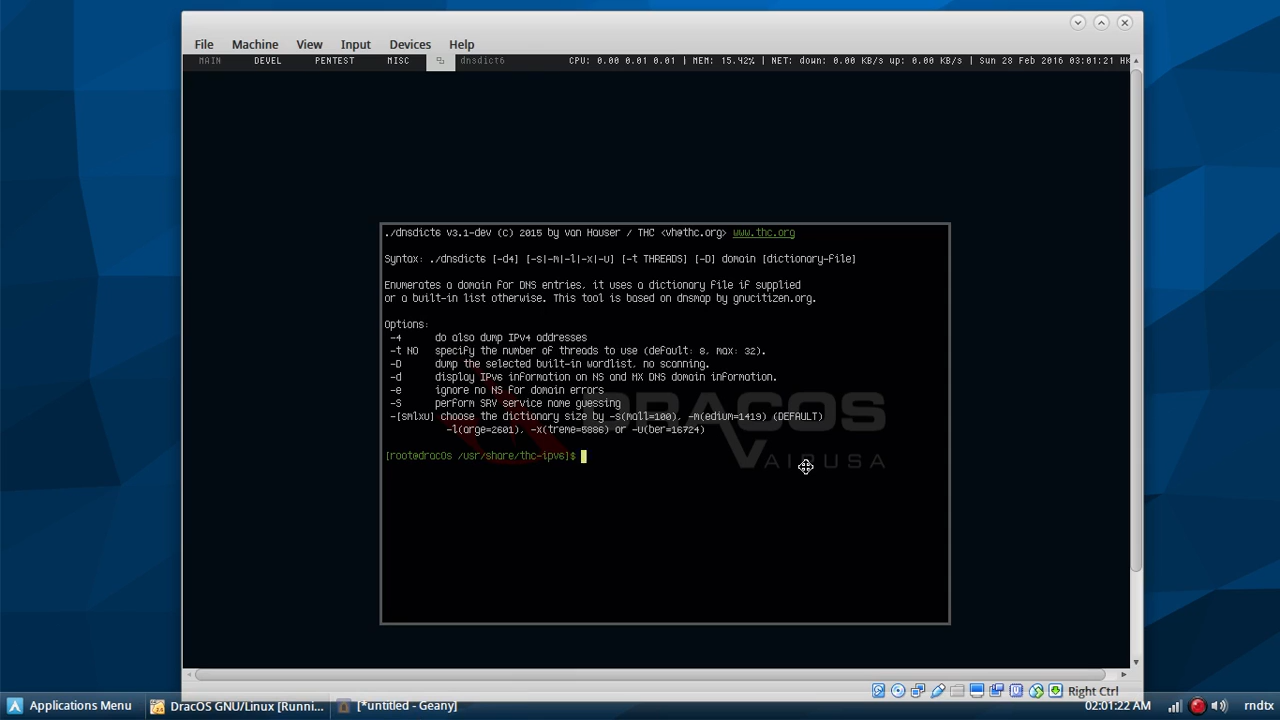 File Machine View Input Devices Help
MAIN DEVEL PENTEST MISC dnsdict6 CPU: 0.00 0.01 0.01 | MEM: 15.42% | NET: down: 0.00 KB/s up: 0.00 KB/s | Sun 28 Feb 2016 03:01:21 HK
./dnsdict6 v3.1-dev (c) 2015 by van Hauser / THC <vh@thc.org> www.thc.org
Syntax: ./dnsdict6 [-d4] [-s|-m|-l|-x|-u] [-t THREADS] [-D] domain [dictionary-file]
Enumerates a domain for DNS entries, it uses a dictionary file if supplied
or a built-in list otherwise. This tool is based on dnsmap by gnucitizen.org.
Options:
-4 do also dump IPv4 addresses
-t NO specify the number of threads to use (default: 8, max: 32).
-D dump the selected built-in wordlist, no scanning.
-d display IPv6 information on NS and MX DNS domain information.
-e ignore no NS for domain errors
-S perform SRV service name guessing
-[smlxu] choose the dictionary size by -s(mall=100), -m(edium=1419) (DEFAULT)
-l(arge=2601), -x(treme=5886) or -u(ber=16724)
DRACOS
[root@dracOs /usr/share/thc-ipv6]$
VAIRUSA
Right Ctrl
Applications Menu DracOS GNU/Linux [Runni... [*untitled - Geany] 02:01:22 AM rndtx